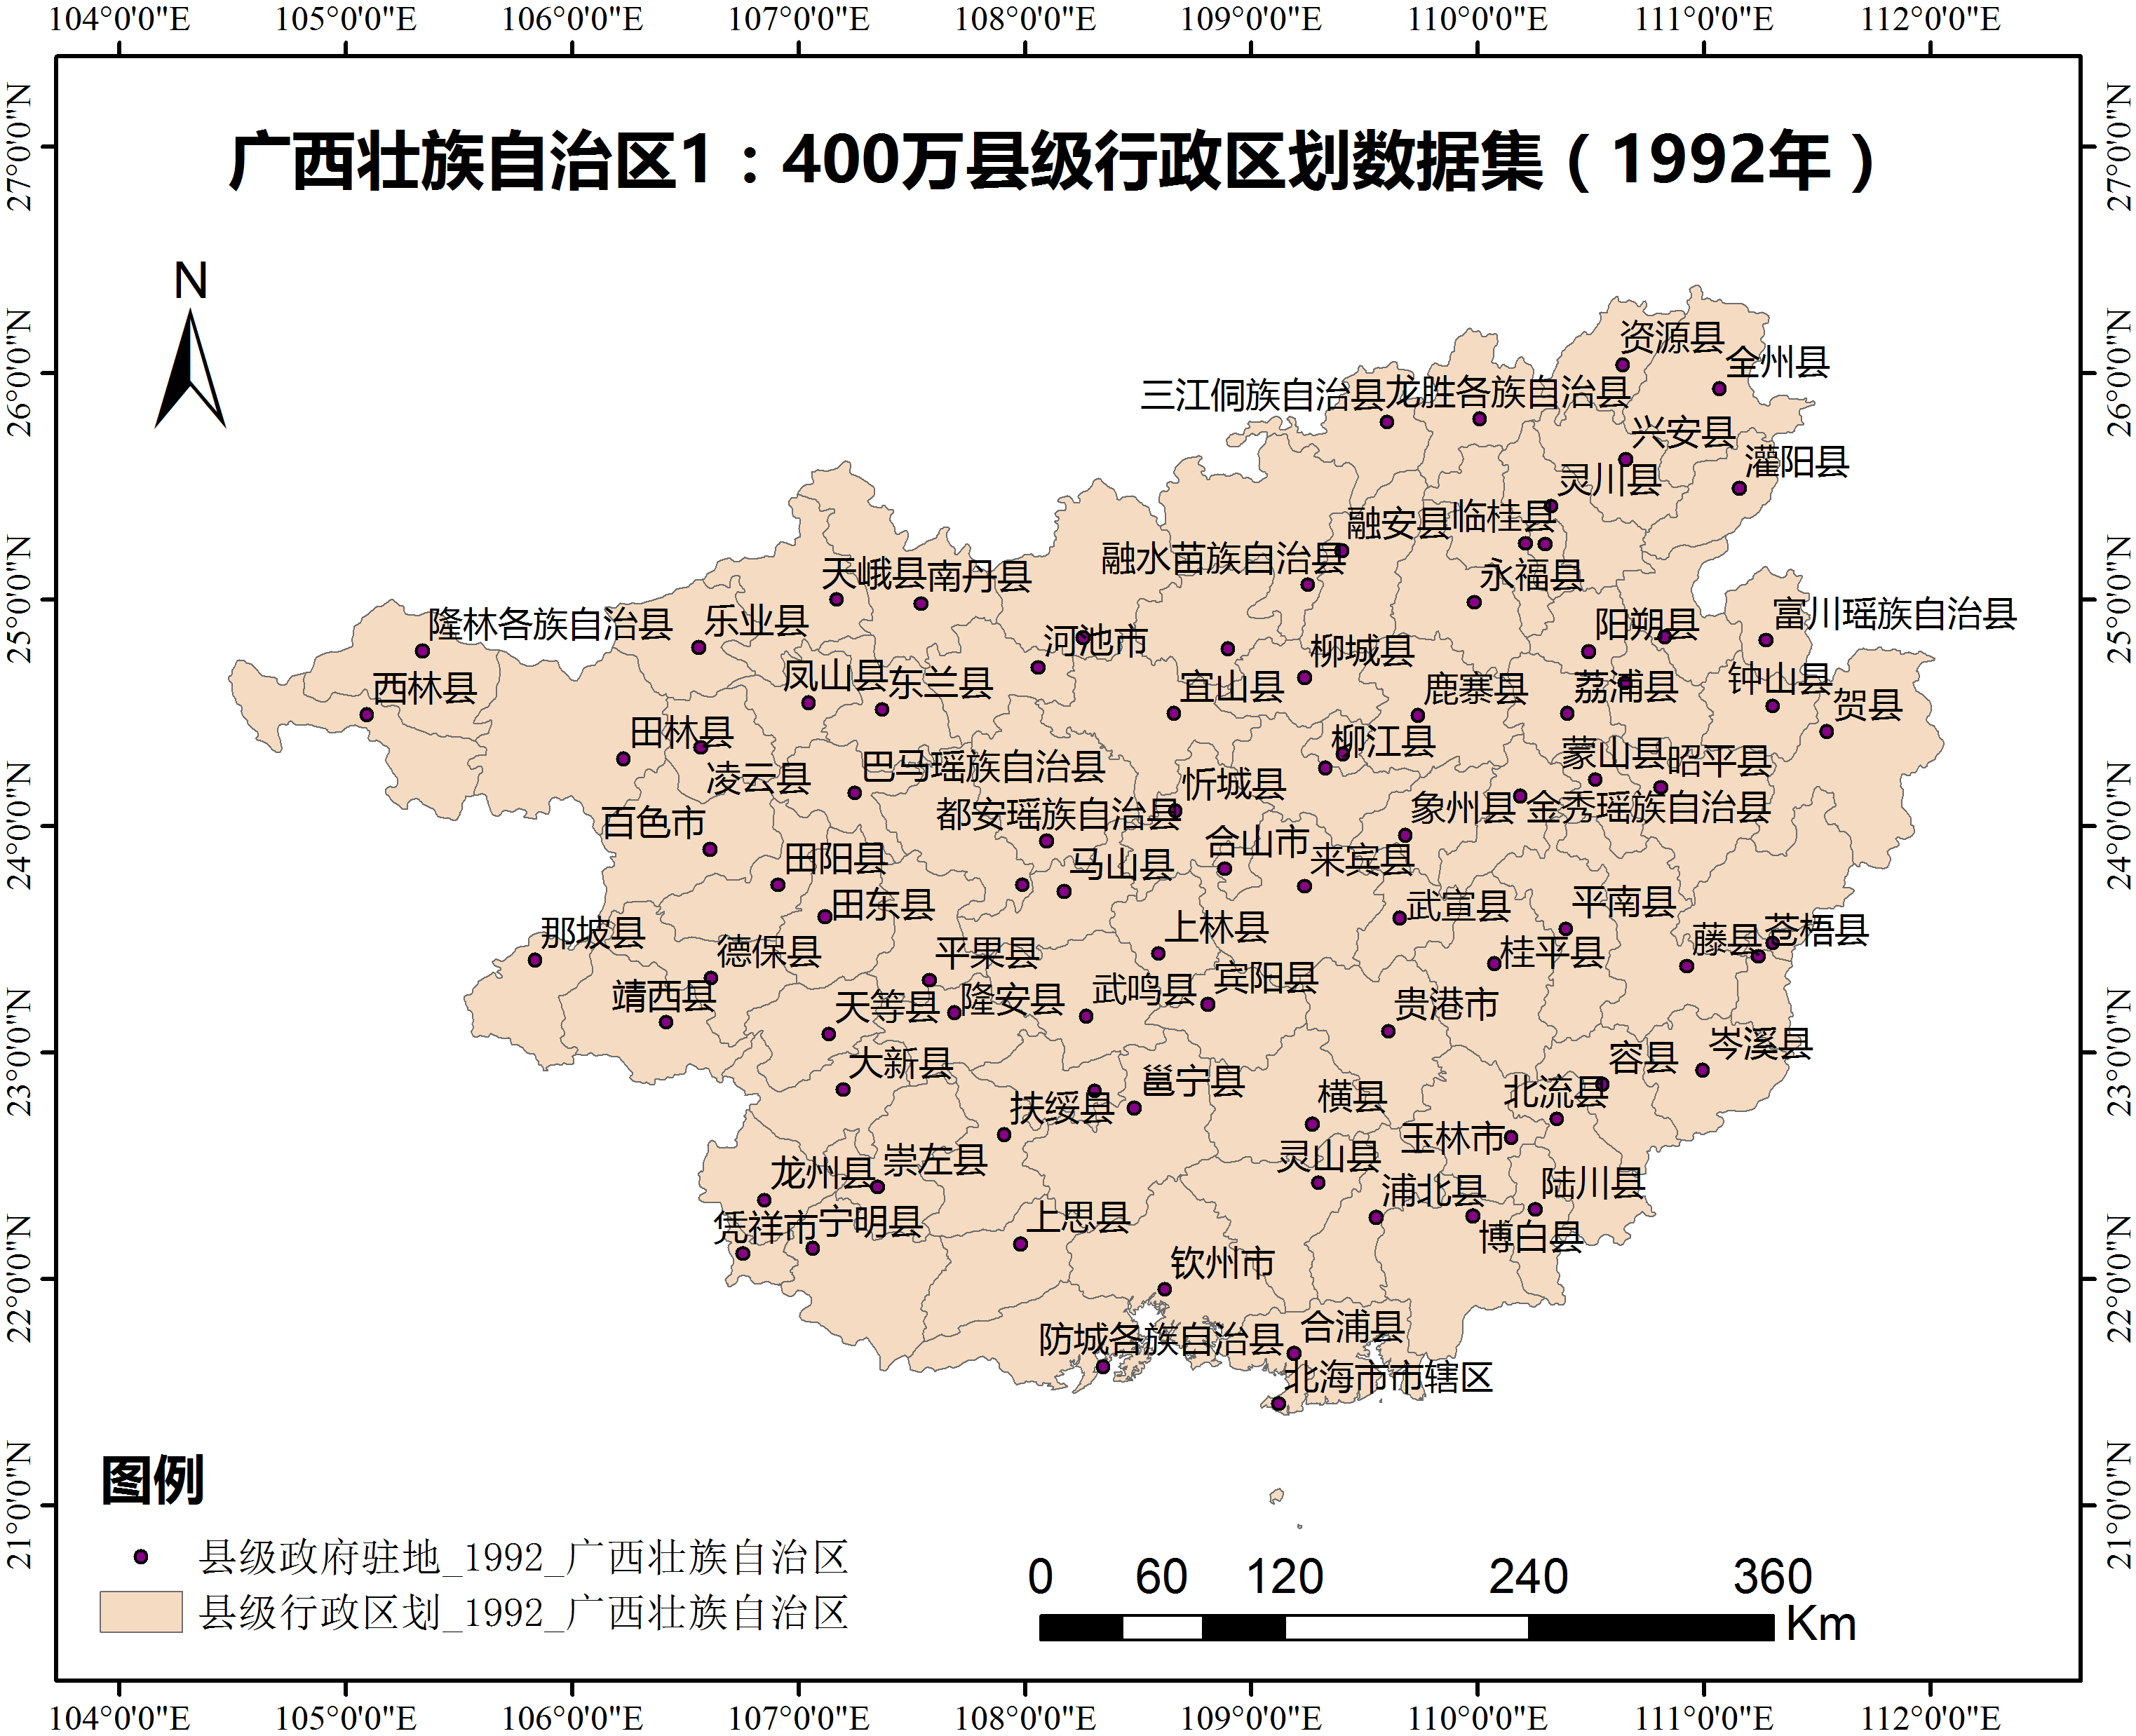 104°0'0"E 105°0'0"E 106°0'0"E 107°0'0"E 108°0'0"E 109°0'0"E 110°0'0"E 111°0'0"E 112°0'0"E
27°0'0"N
26°0'0"N
25°0'0"N
24°0'0"N
23°0'0"N
22°0'0"N
21°0'0"N
27°0'0"N
26°0'0"N
25°0'0"N
24°0'0"N
23°0'0"N
22°0'0"N
21°0'0"N
广西壮族自治区1：400万县级行政区划数据集（1992年）
N
资源县
全州县
三江侗族自治县
龙胜各族自治县
兴安县
灌阳县
灵川县
融安县
临桂县
融水苗族自治县
永福县
天峨县
南丹县
隆林各族自治县
乐业县
河池市
柳城县
阳朔县
富川瑶族自治县
西林县
凤山县
东兰县
宜山县
鹿寨县
荔浦县
钟山县
贺县
田林县
凌云县
巴马瑶族自治县
柳江县
蒙山县
昭平县
忻城县
百色市
都安瑶族自治县
象州县
金秀瑶族自治县
田阳县
马山县
合山市
来宾县
田东县
武宣县
平南县
那坡县
德保县
平果县
上林县
桂平县
藤县
苍梧县
靖西县
天等县
隆安县
武鸣县
宾阳县
贵港市
大新县
容县
岑溪县
扶绥县
邕宁县
横县
北流县
玉林市
龙州县
崇左县
灵山县
浦北县
陆川县
凭祥市
宁明县
上思县
博白县
钦州市
防城各族自治县
合浦县
北海市市辖区
图例
县级政府驻地_1992_广西壮族自治区
县级行政区划_1992_广西壮族自治区
0 60 120 240 360
Km
104°0'0"E 105°0'0"E 106°0'0"E 107°0'0"E 108°0'0"E 109°0'0"E 110°0'0"E 111°0'0"E 112°0'0"E